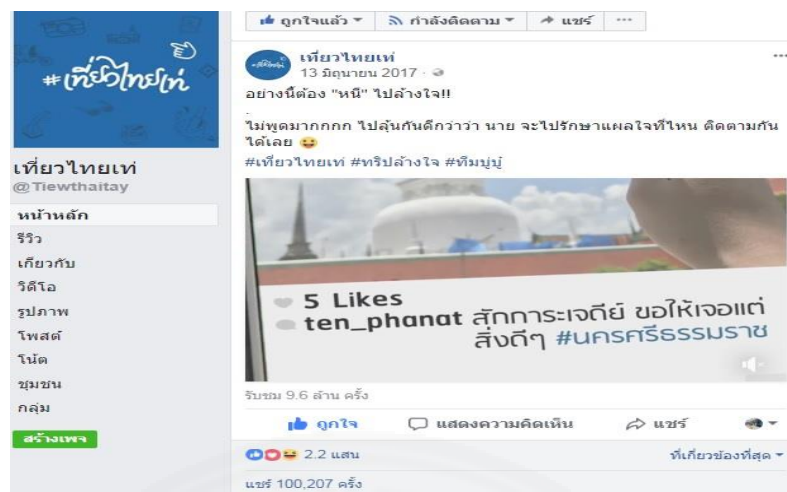 #เที่ยวไทยเท่
เที่ยวไทยเท่
@Tiewthaitay
หน้าหลัก
รีวิว
เกี่ยวกับ
วิดีโอ
รูปภาพ
โพสต์
โน้ต
ชุมชน
กลุ่ม
สร้างเพจ
ถูกใจแล้ว
กำลังติดตาม
แชร์
เที่ยวไทยเท่
13 มิถุนายน 2017
อย่างนี้ต้อง "หนี" ไปล้างใจ!!
.
ไม่พูดมากกกก ไปลุ้นกันดีกว่าว่า นาย จะไปรักษาแผลใจที่ไหน ติดตามกัน
ได้เลย 😆
#เที่ยวไทยเท่ #ทริปล้างใจ #ทีมบู่บู้
5 Likes
ten_phanat สักการะเจดีย์ ขอให้เจอแต่
สิ่งดีๆ #นครศรีธรรมราช
รับชม 9.6 ล้าน ครั้ง
ถูกใจ
แสดงความคิดเห็น
แชร์
2.2 แสน
ที่เกี่ยวข้องที่สุด
แชร์ 100,207 ครั้ง